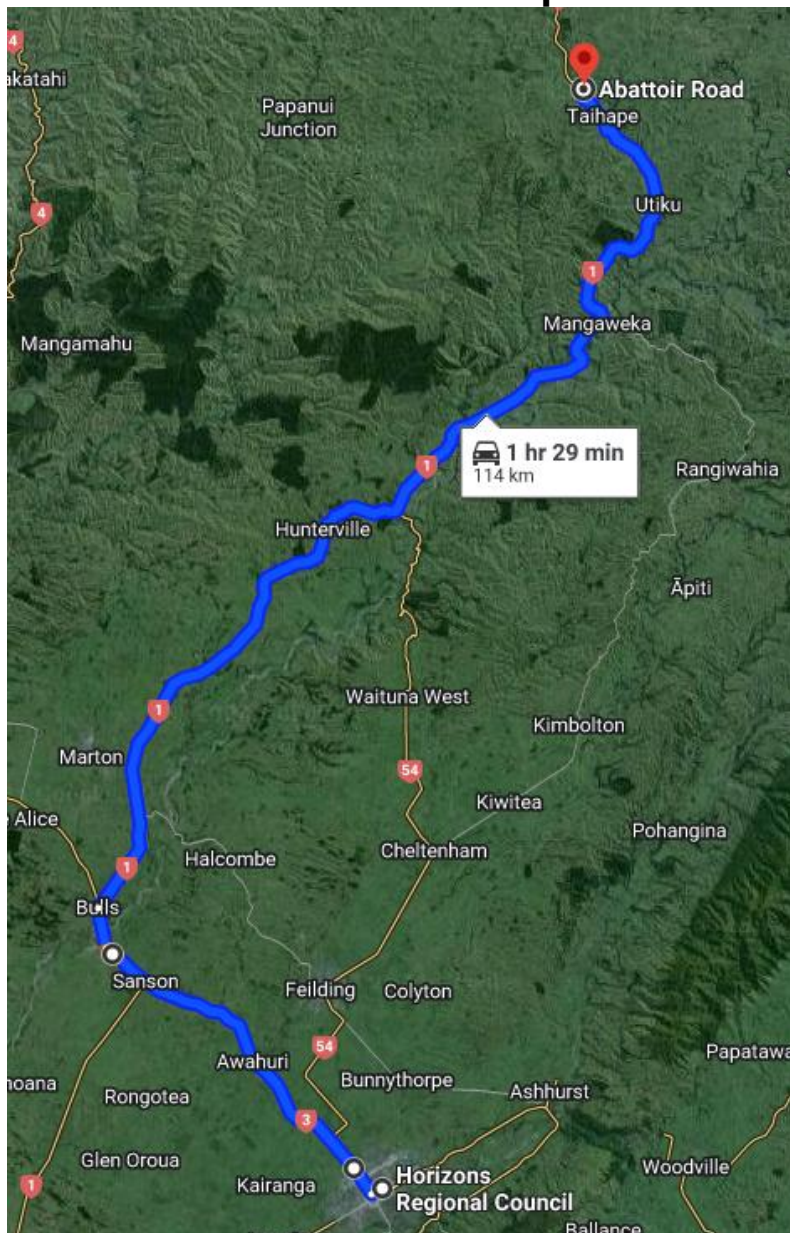 4
akatahi
Abattoir Road
Taihape
Papanui
Junction
4
Utiku
1
Mangaweka
Mangamahu
1 hr 29 min
114 km
1
Rangiwahia
Hunterville
Āpiti
Waituna West
1
Kimbolton
Marton
54
Kiwitea
e Alice
Pohangina
Cheltenham
Halcombe
1
Bulls
Sanson
Feilding
Colyton
54
Awahuri
Papatawa
Bunnythorpe
noana
Rongotea
Ashhurst
3
Glen Oroua
Woodville
Kairanga
Horizons
Regional Council
1
Ballance